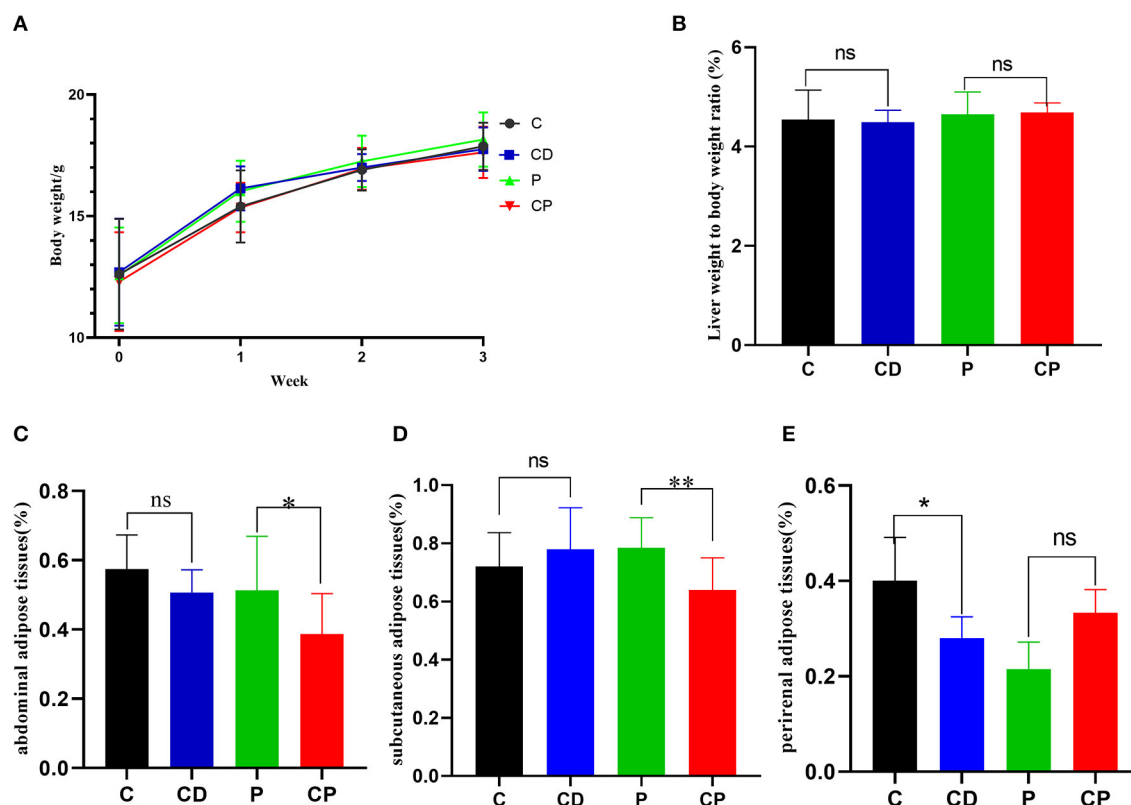 A
Body weight/g
20
15
10
0
1
2
3
Week
C
CD
P
CP
B
Liver weight to body weight ratio (%)
6
4
2
0
ns
ns
C
CD
P
CP
C
abdominal adipose tissues(%)
0.8
0.6
0.4
0.2
0.0
ns
*
C
CD
P
CP
D
subcutaneous adipose tissues(%)
1.0
0.8
0.6
0.4
0.2
0.0
ns
**
C
CD
P
CP
E
perirenal adipose tissues(%)
0.6
0.4
0.2
0.0
*
ns
C
CD
P
CP